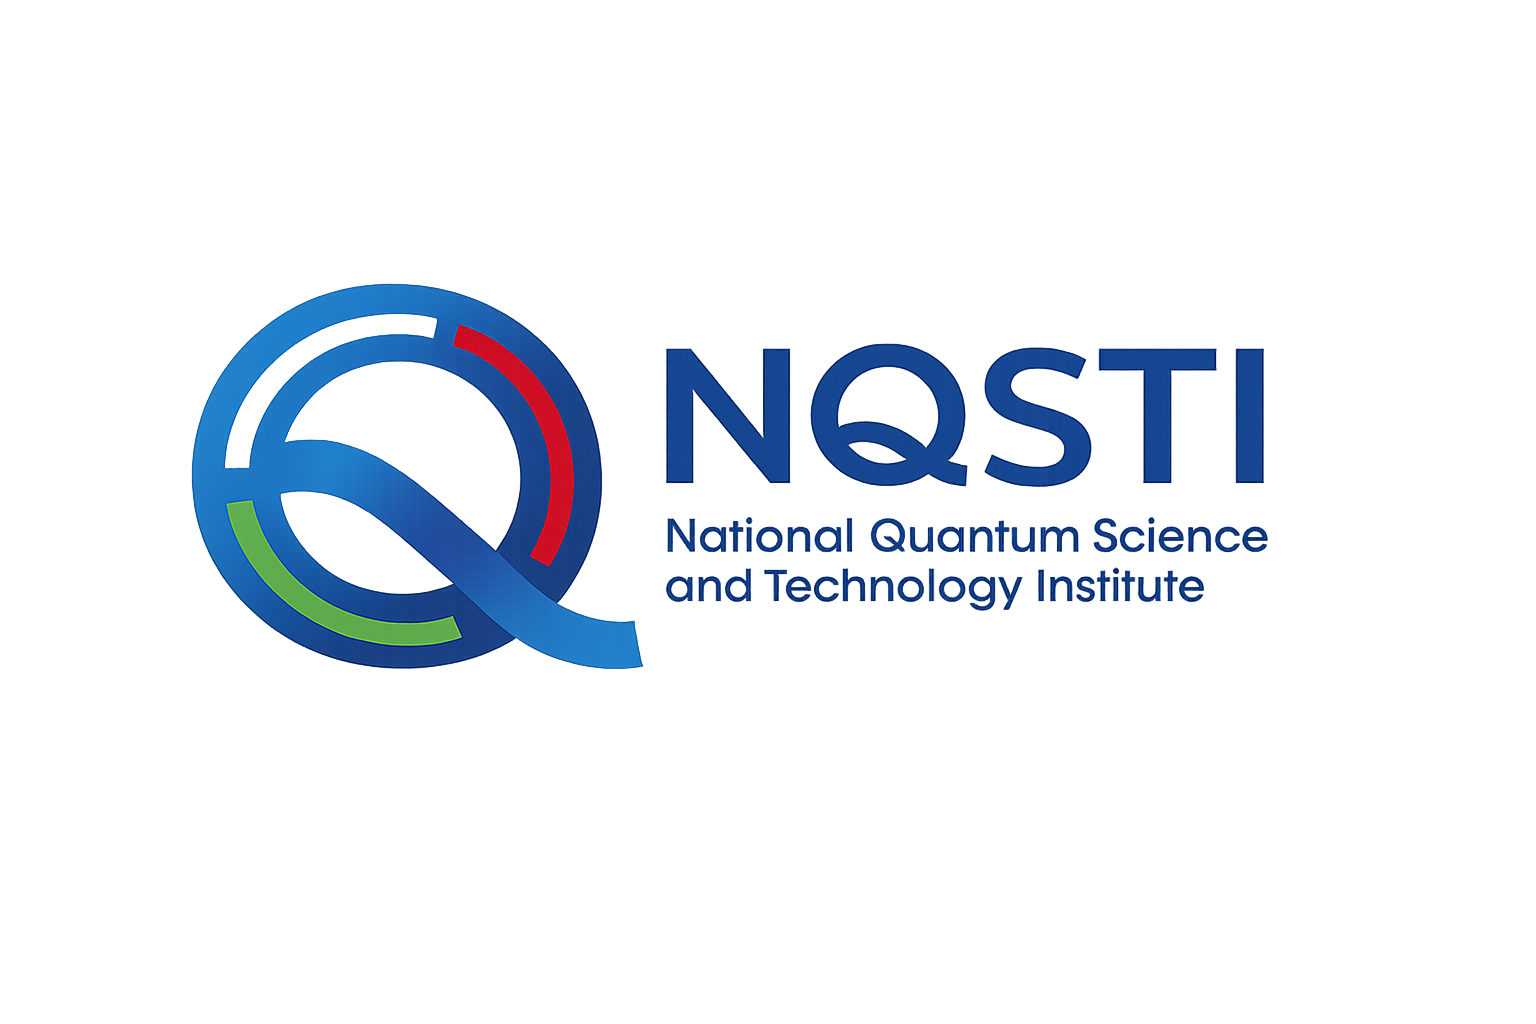 NQSTI
National Quantum Science
and Technology Institute